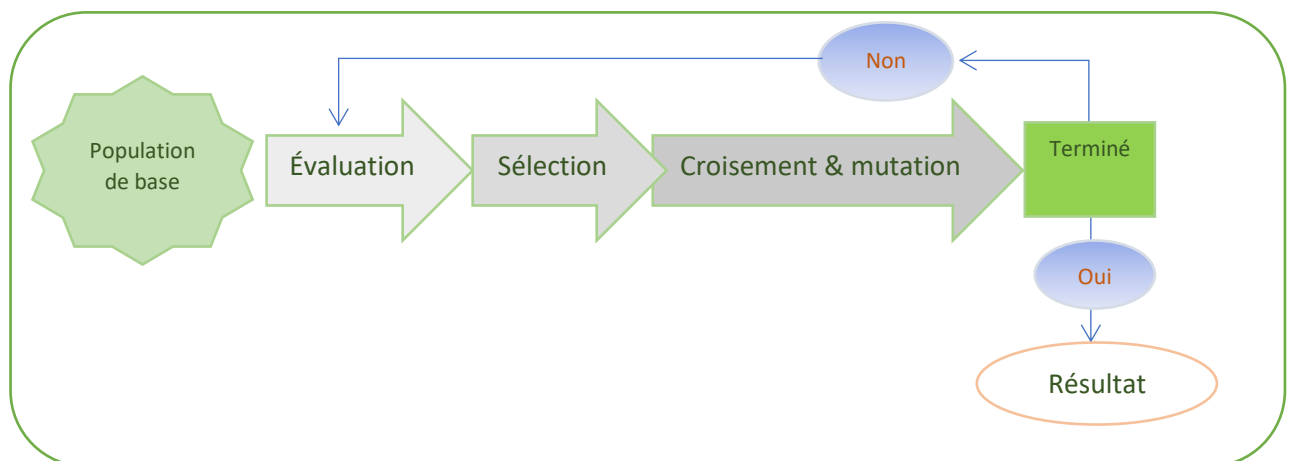 Non
Population
de base
Évaluation
Sélection
Croisement & mutation
Terminé
Oui
Résultat